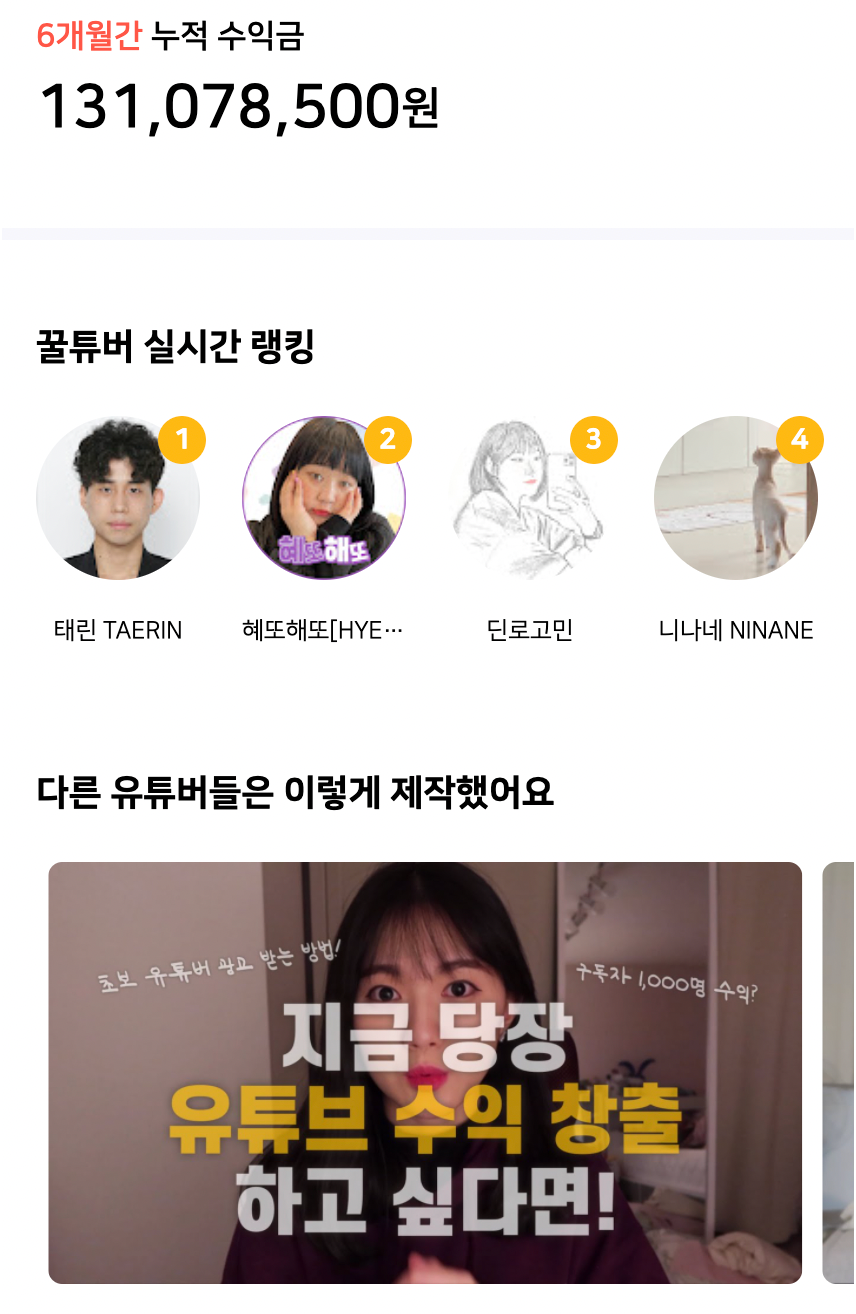 6개월간 누적 수익금
131,078,500원
꿀튜버 실시간 랭킹
1
2
3
4
혜또해또
태린 TAERIN
혜또해또[HYE…
딘로고민
니나네 NINANE
다른 유튜버들은 이렇게 제작했어요
초보 유튜버 광고 받는 방법!
구독자 1,000명 수익?
지금 당장
유튜브 수익 창출
하고 싶다면!